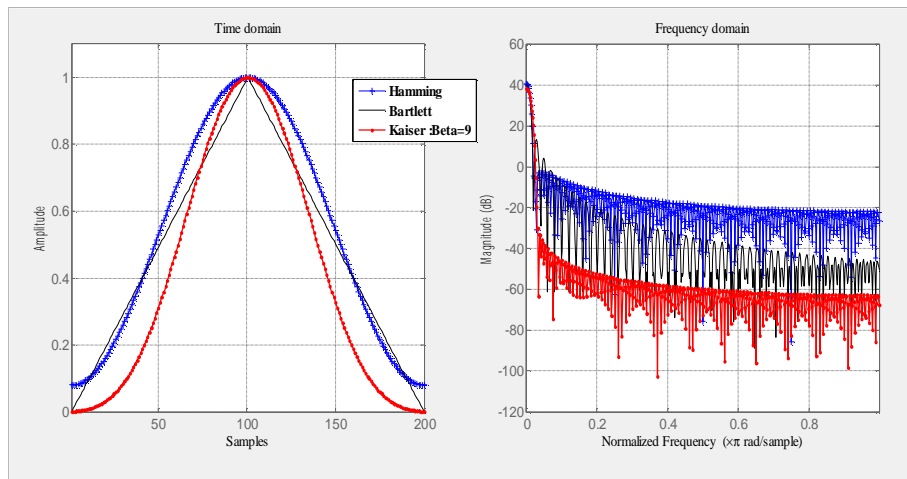 Time domain
Amplitude
1
0.8
0.6
0.4
0.2
0
50
100
150
200
Samples
Hamming
Bartlett
Kaiser :Beta=9
Frequency domain
Magnitude (dB)
60
40
20
0
-20
-40
-60
-80
-100
-120
0
0.2
0.4
0.6
0.8
Normalized Frequency (×π rad/sample)